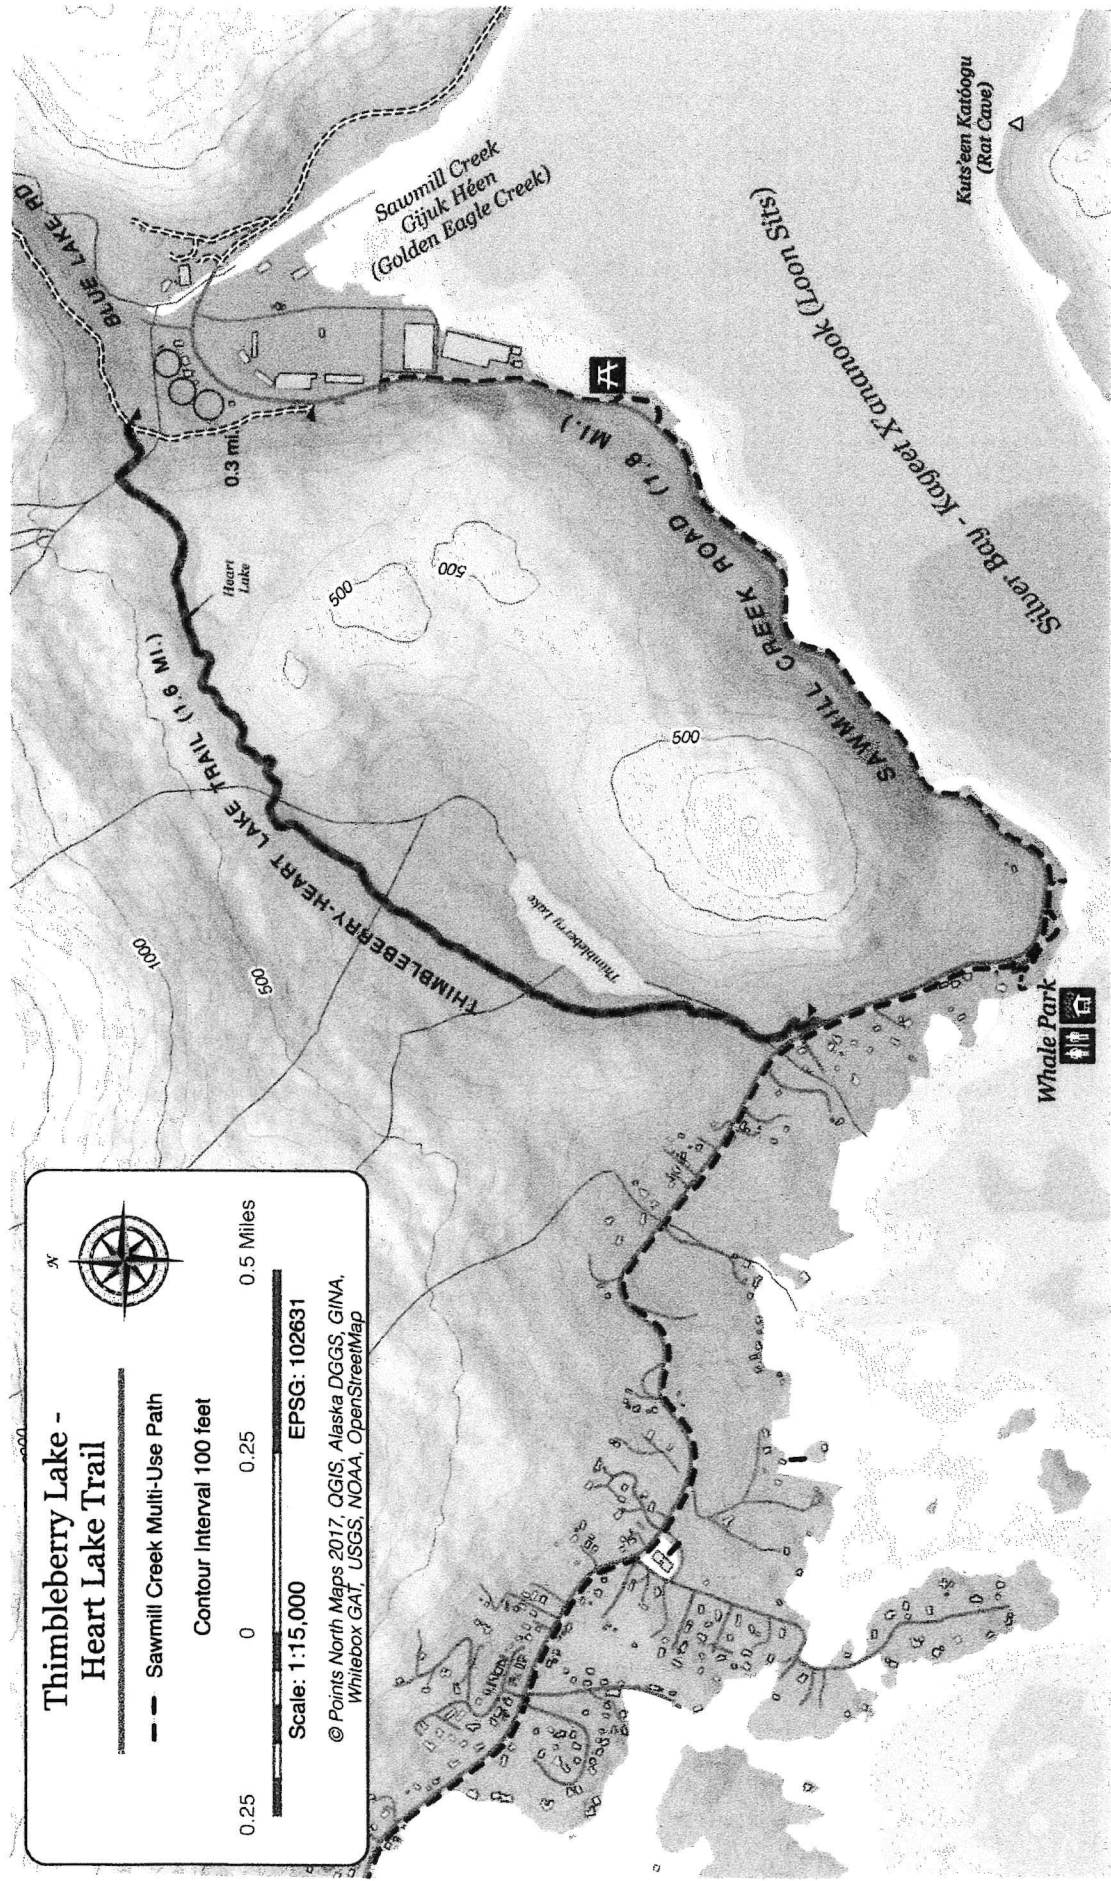 Thimbleberry Lake -
Heart Lake Trail
Sawmill Creek Multi-Use Path
Contour Interval 100 feet
0.25 0 0.25 0.5 Miles
Scale: 1:15,000 EPSG: 102631
© Points North Maps 2017, QGIS, Alaska DGGS, GINA,
Whitebox GAT, USGS, NOAA, OpenStreetMap
N
1000
500
THIMBLEBERRY-HEART LAKE TRAIL (1.6 MI.)
Heart
Lake
0.3 mi.
BLUE LAKE RD
Sawmill Creek
Gijuk Héen
(Golden Eagle Creek)
500
500
500
Thimbleberry Lake
SAWMILL CREEK ROAD (1.8 MI.)
Whale Park
Silver Bay - Kageet X'ananook (Loon Sits)
Kuts'een Katóogu
(Rat Cave)